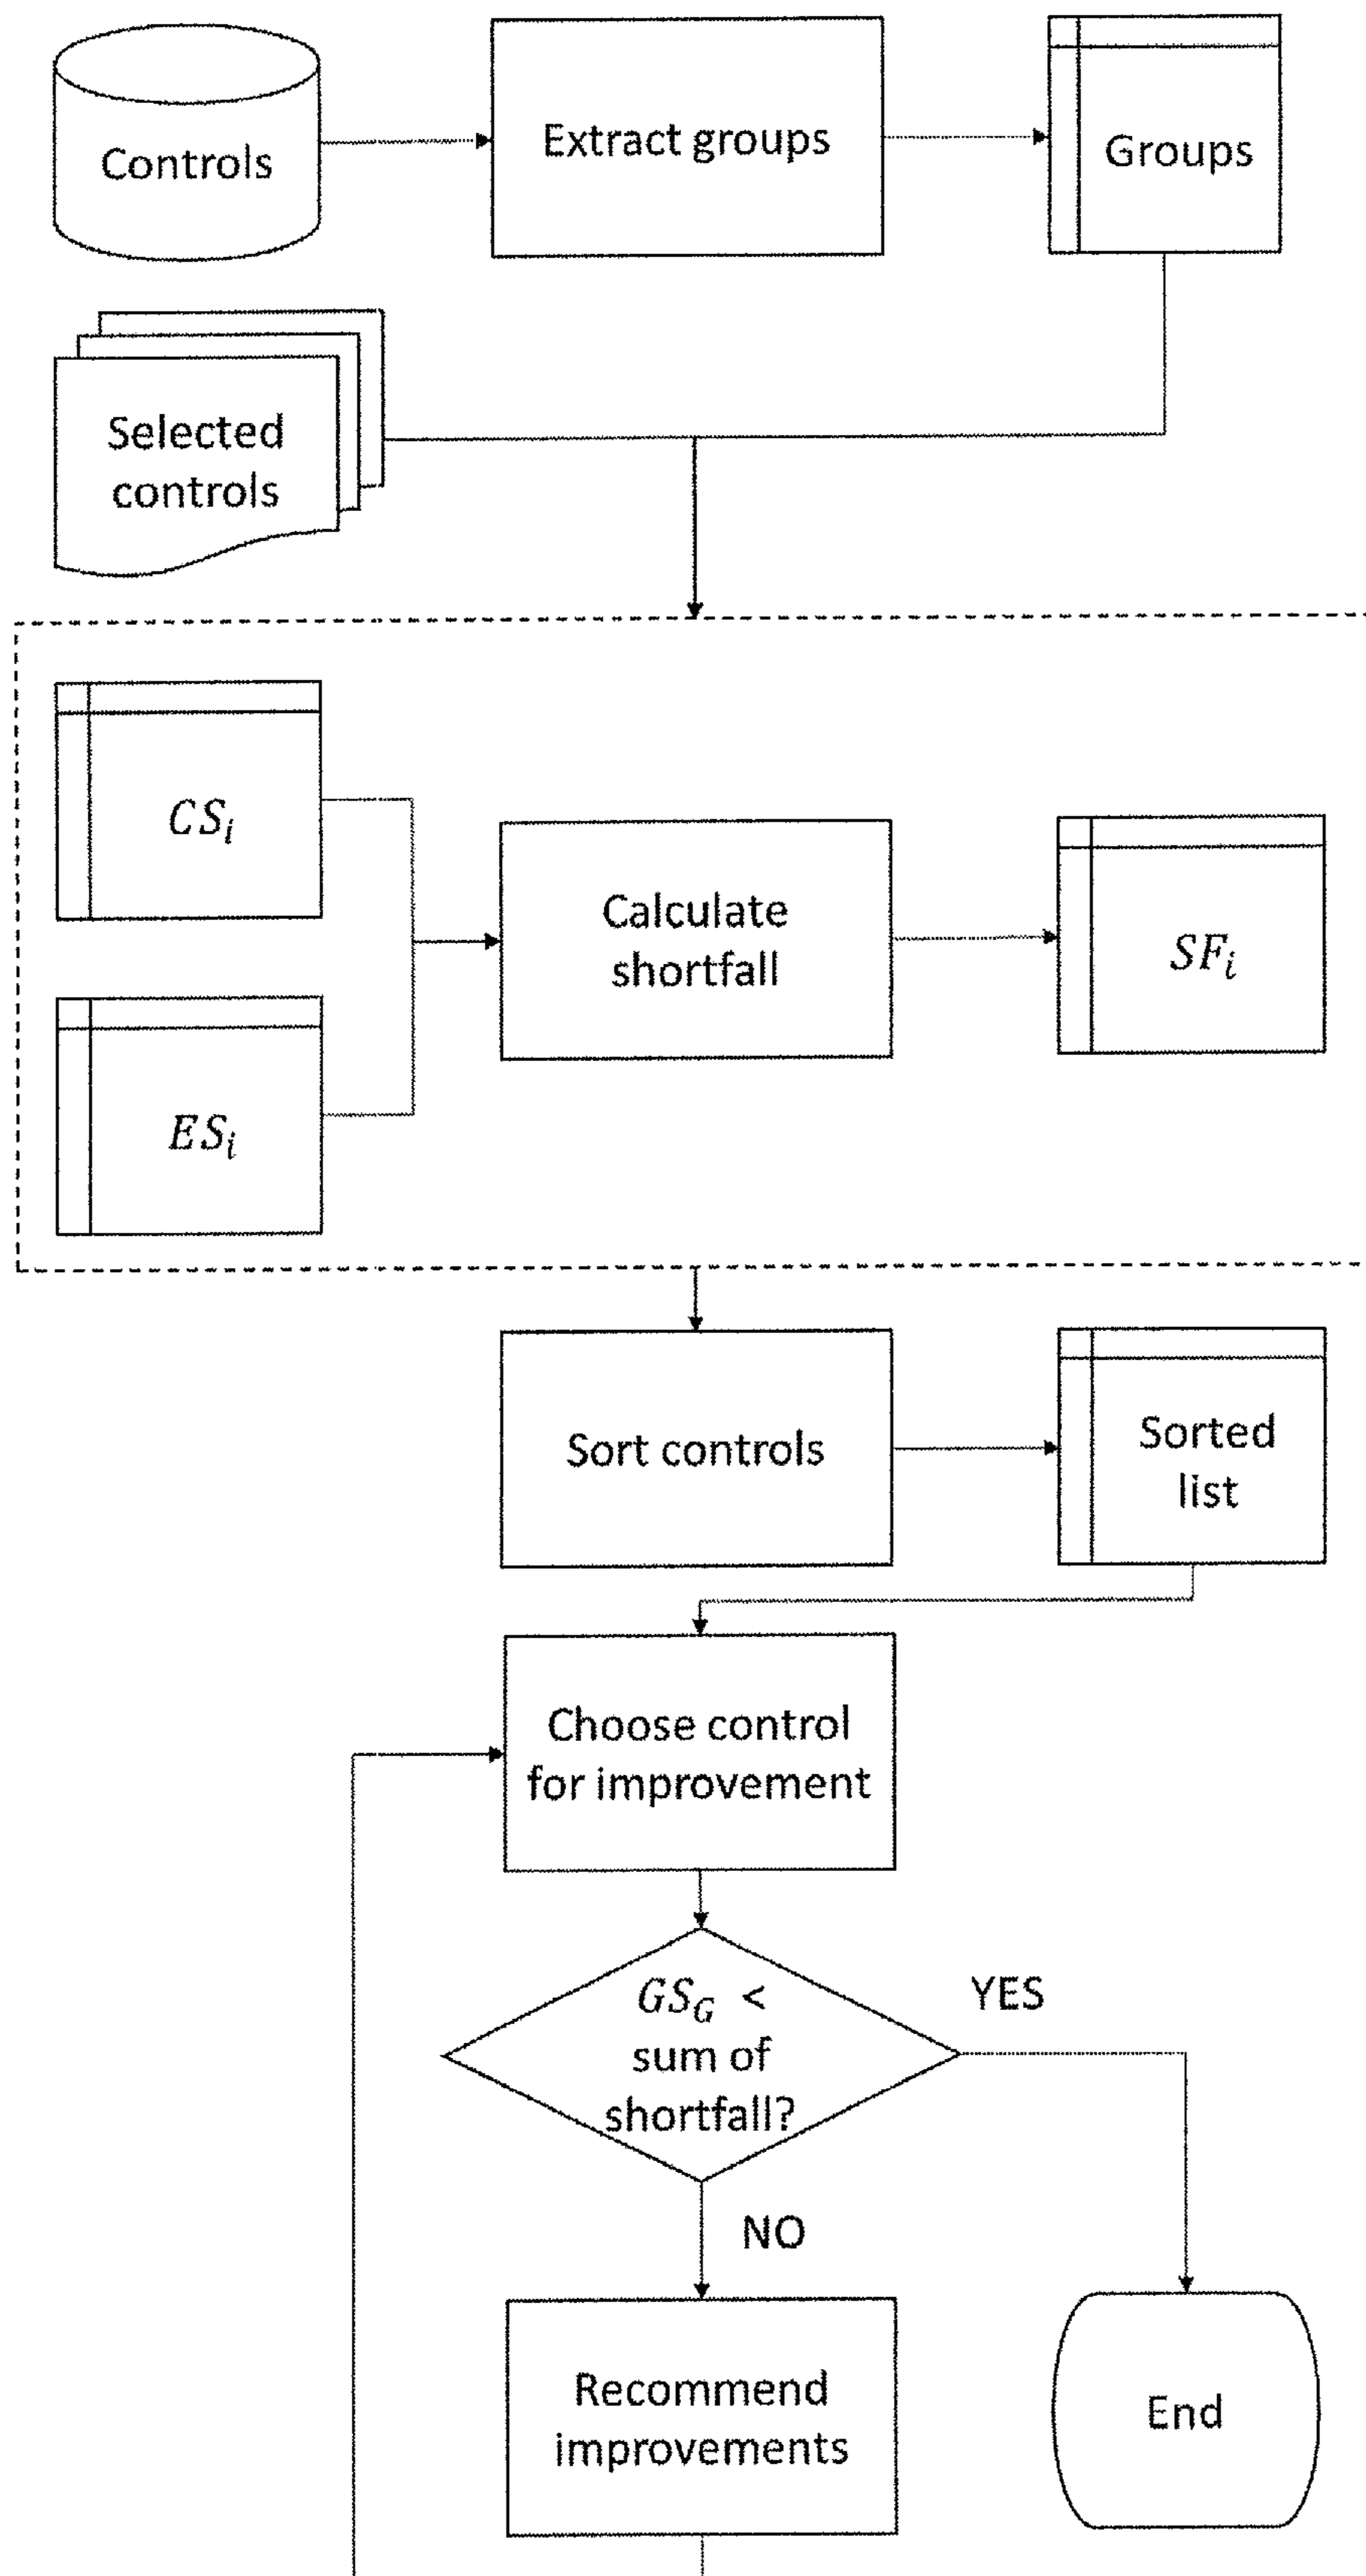 Controls
Extract groups
Groups
Selected
controls
CSᵢ
Calculate
shortfall
SFᵢ
ESᵢ
Sort controls
Sorted
list
Choose control
for improvement
GS_G <
sum of
shortfall?
YES
NO
Recommend
improvements
End